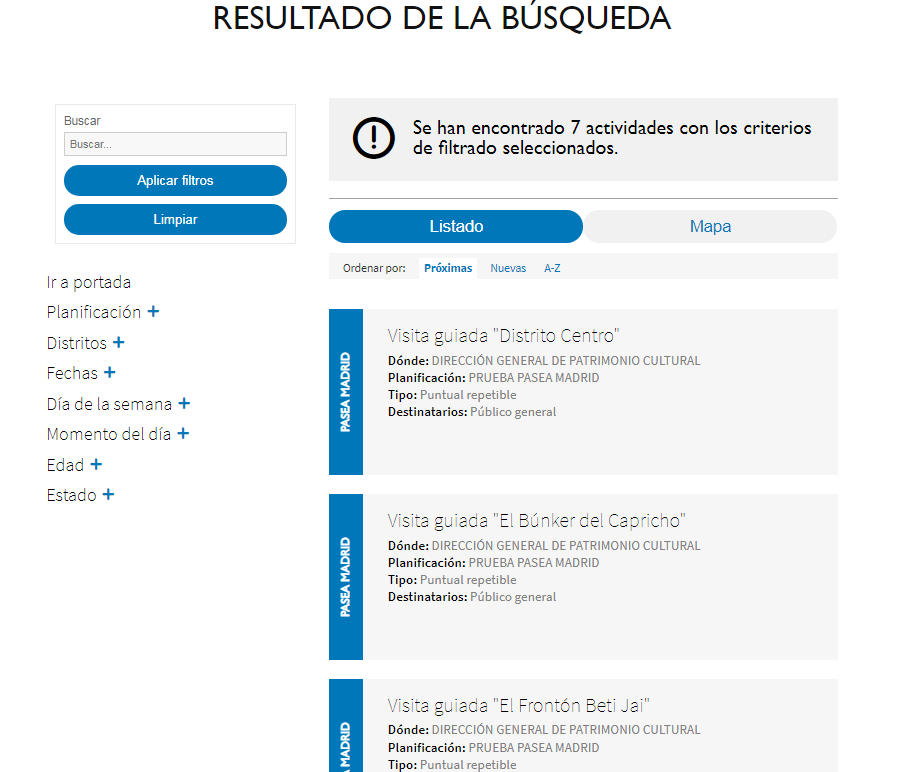 RESULTADO DE LA BÚSQUEDA
Buscar
Buscar...
Aplicar filtros
Limpiar
Ir a portada
Planificación +
Distritos +
Fechas +
Día de la semana +
Momento del día +
Edad +
Estado +
Se han encontrado 7 actividades con los criterios
de filtrado seleccionados.
Listado
Mapa
Ordenar por: Próximas Nuevas A-Z
PASEA MADRID
Visita guiada "Distrito Centro"
Dónde: DIRECCIÓN GENERAL DE PATRIMONIO CULTURAL
Planificación: PRUEBA PASEA MADRID
Tipo: Puntual repetible
Destinatarios: Público general
PASEA MADRID
Visita guiada "El Búnker del Capricho"
Dónde: DIRECCIÓN GENERAL DE PATRIMONIO CULTURAL
Planificación: PRUEBA PASEA MADRID
Tipo: Puntual repetible
Destinatarios: Público general
A MADRID
Visita guiada "El Frontón Beti Jai"
Dónde: DIRECCIÓN GENERAL DE PATRIMONIO CULTURAL
Planificación: PRUEBA PASEA MADRID
Tipo: Puntual repetible